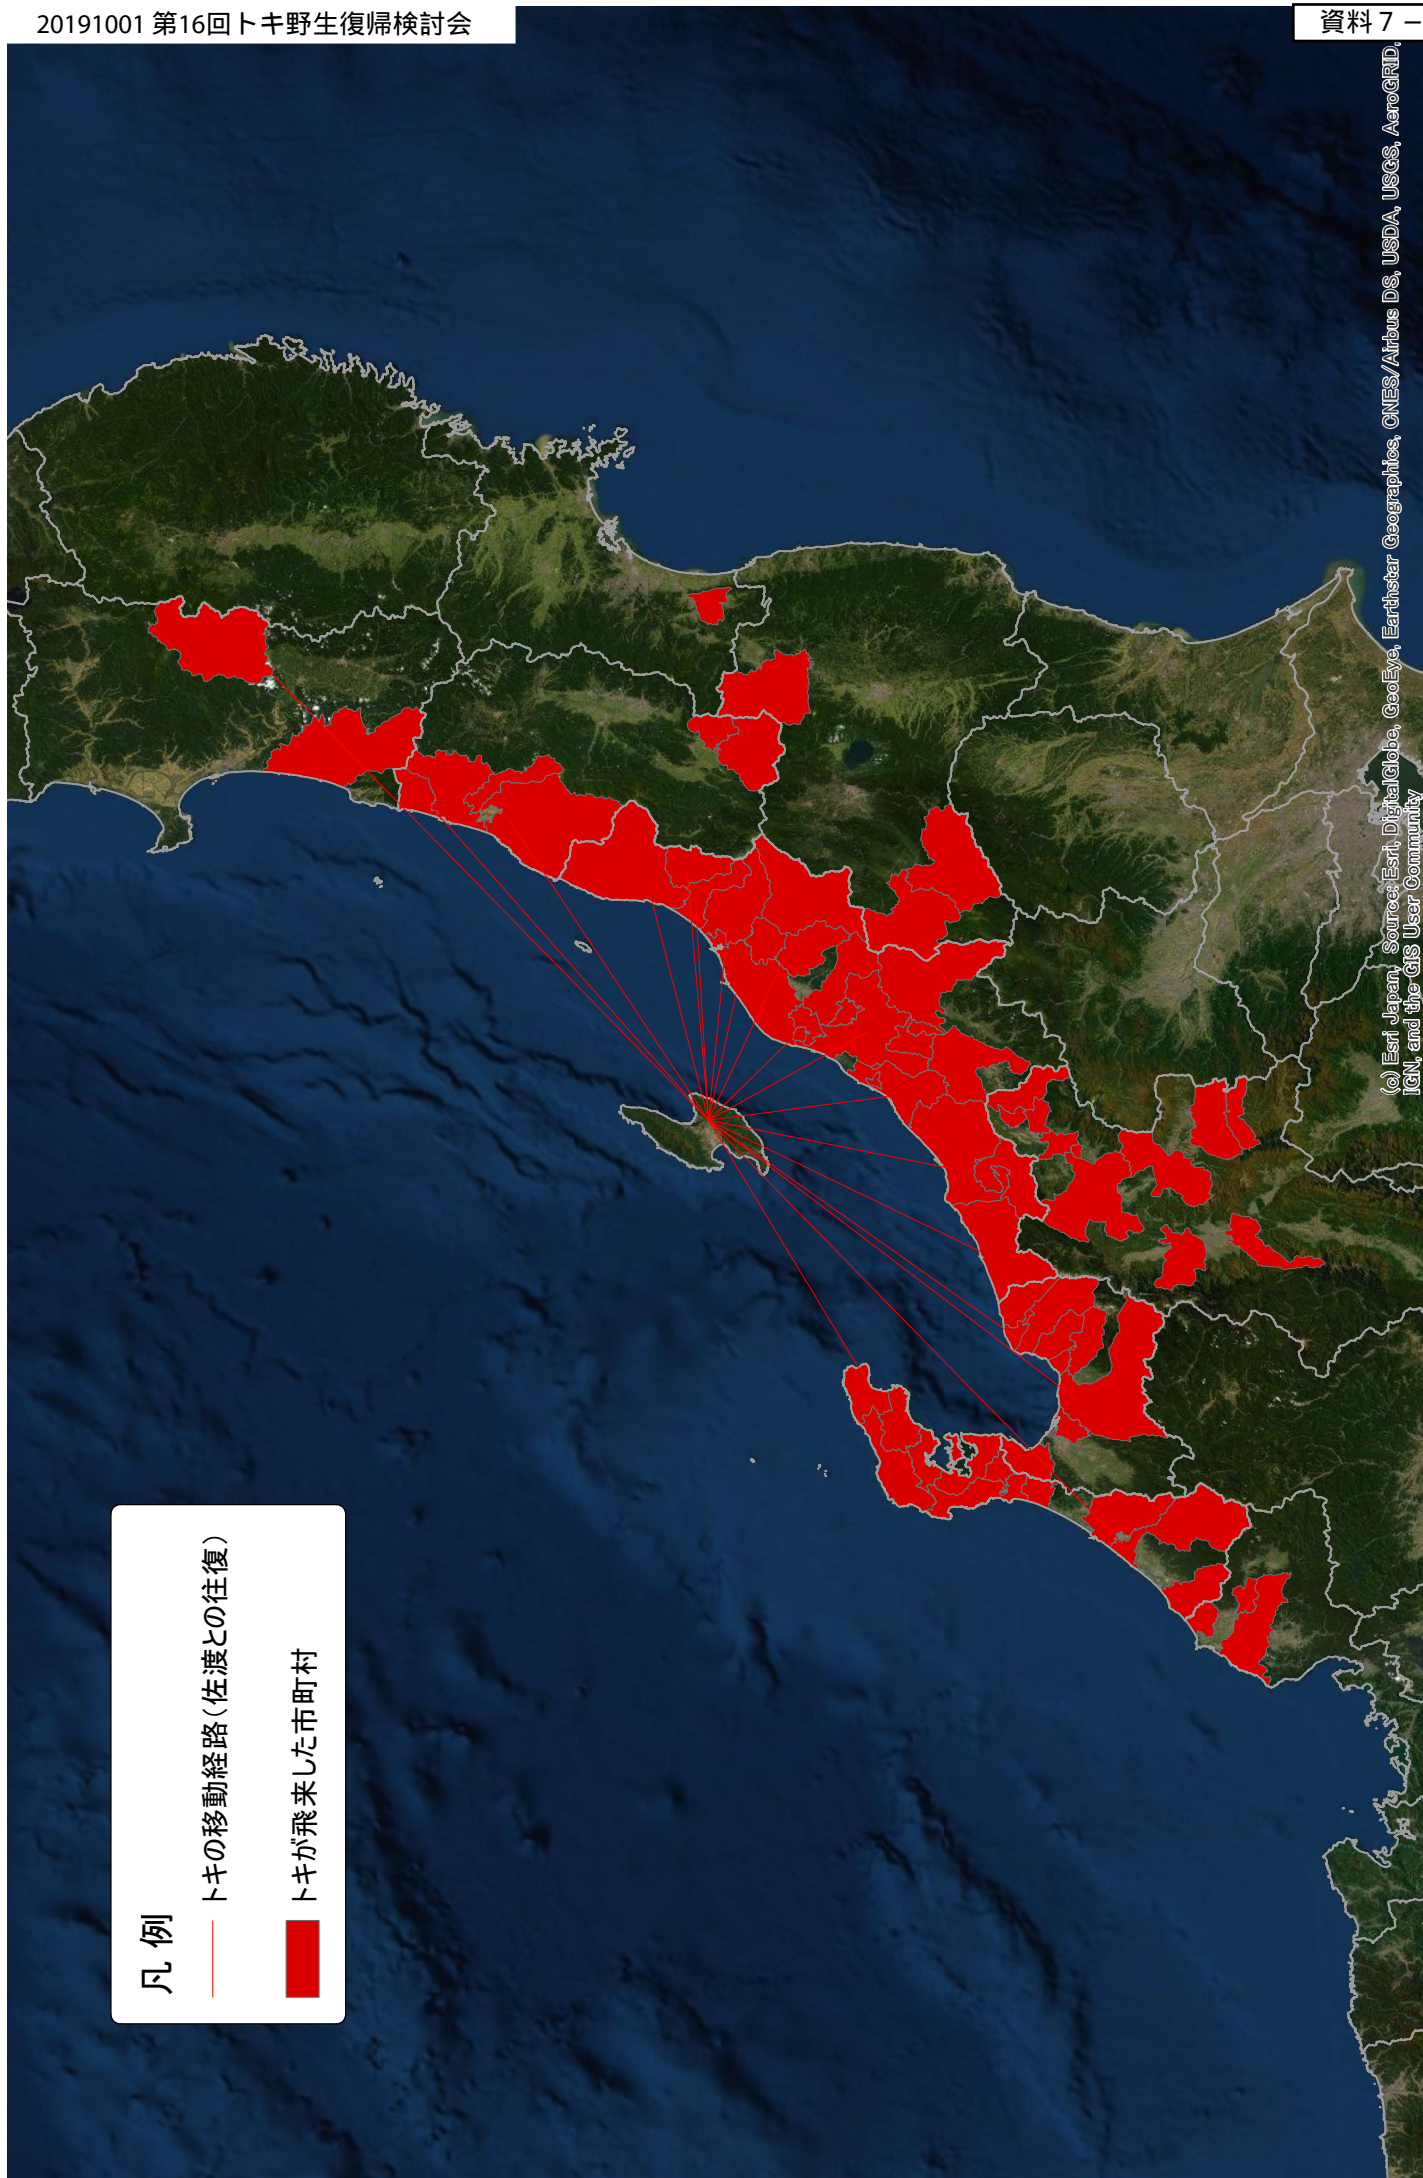 20191001 第16回トキ野生復帰検討会
資料７－
凡 例
トキの移動経路（佐渡との往復）
トキが飛来した市町村
(c) Esri Japan, Source: Esri, DigitalGlobe, GeoEye, Earthstar Geographics, CNES/Airbus DS, USDA, USGS, AeroGRID,
IGN, and the GIS User Community